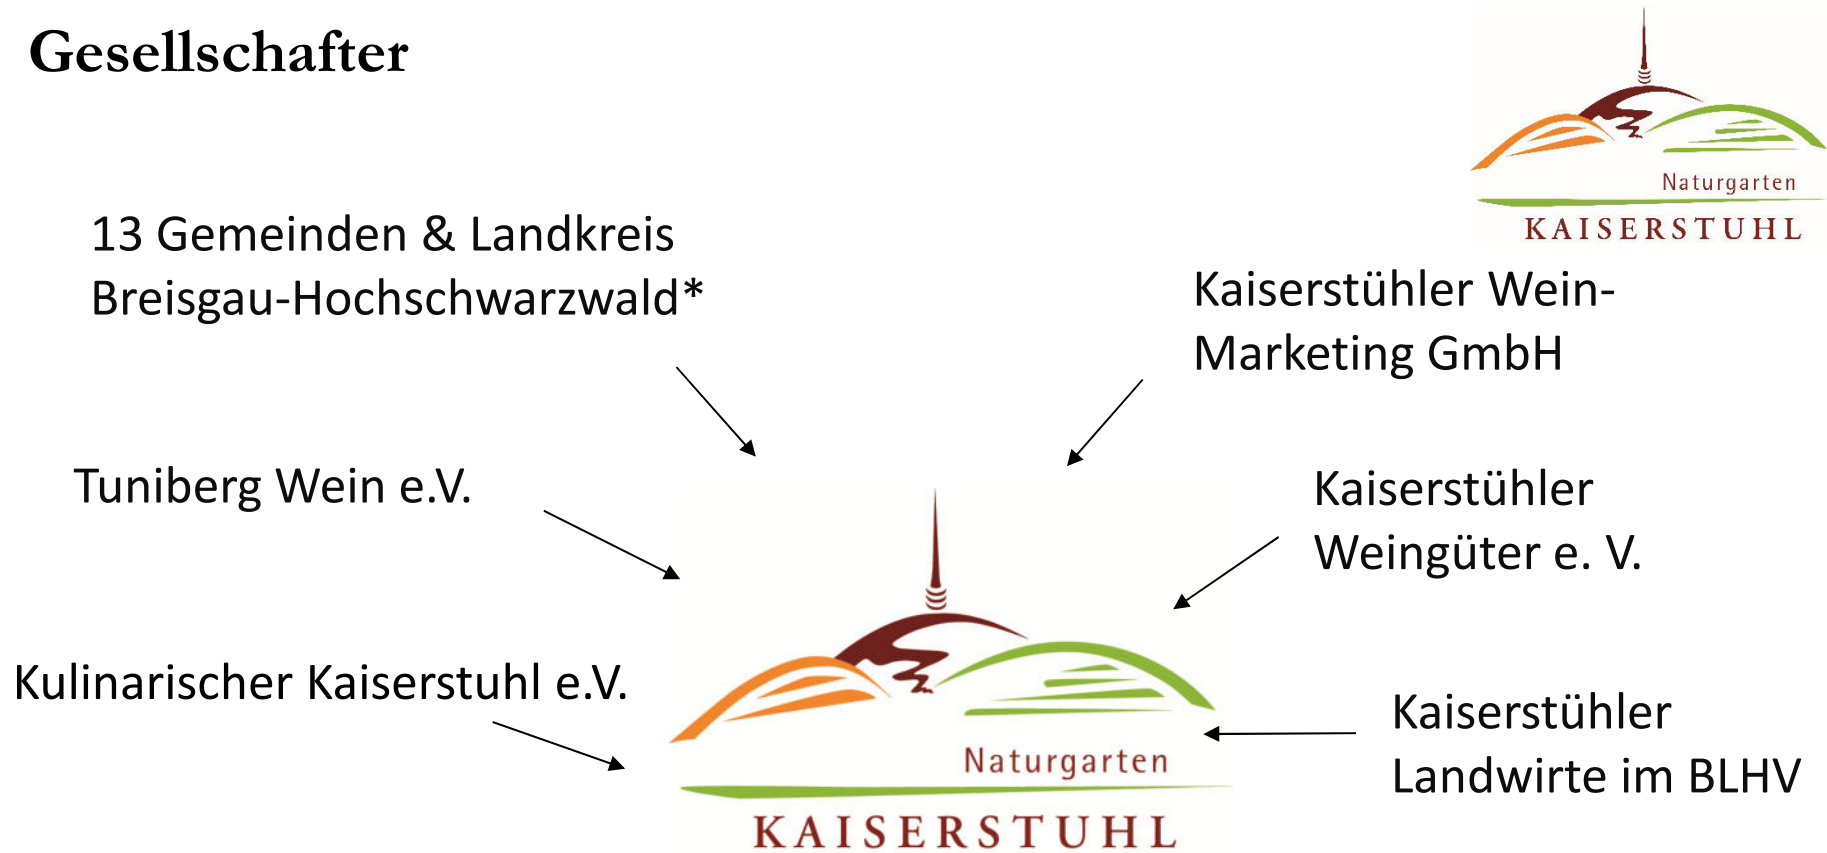 Gesellschafter
Naturgarten
KAISERSTUHL
13 Gemeinden & Landkreis
Breisgau-Hochschwarzwald*
Kaiserstühler Wein-
Marketing GmbH
Tuniberg Wein e.V.
Kaiserstühler
Weingüter e. V.
Kulinarischer Kaiserstuhl e.V.
Kaiserstühler
Landwirte im BLHV
Naturgarten
KAISERSTUHL